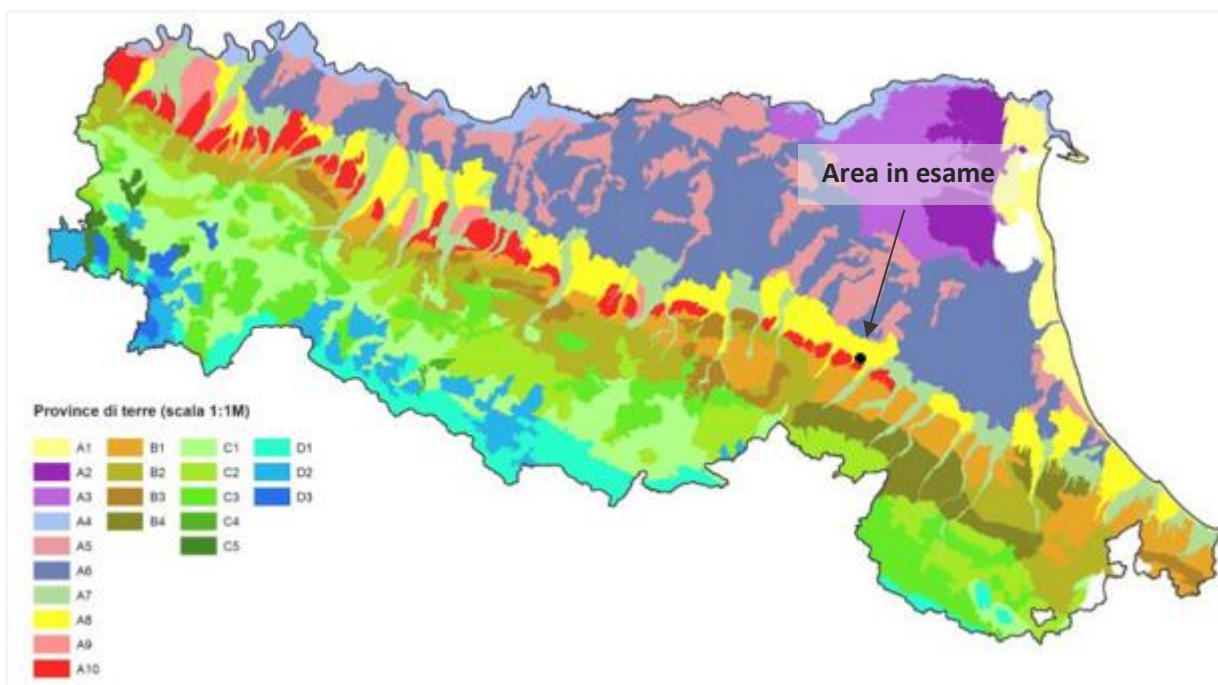 Area in esame
Province di terre (scala 1:1M)
A1 B1 C1 D1
A2 B2 C2 D2
A3 B3 C3 D3
A4 B4 C4
A5 C5
A6
A7
A8
A9
A10